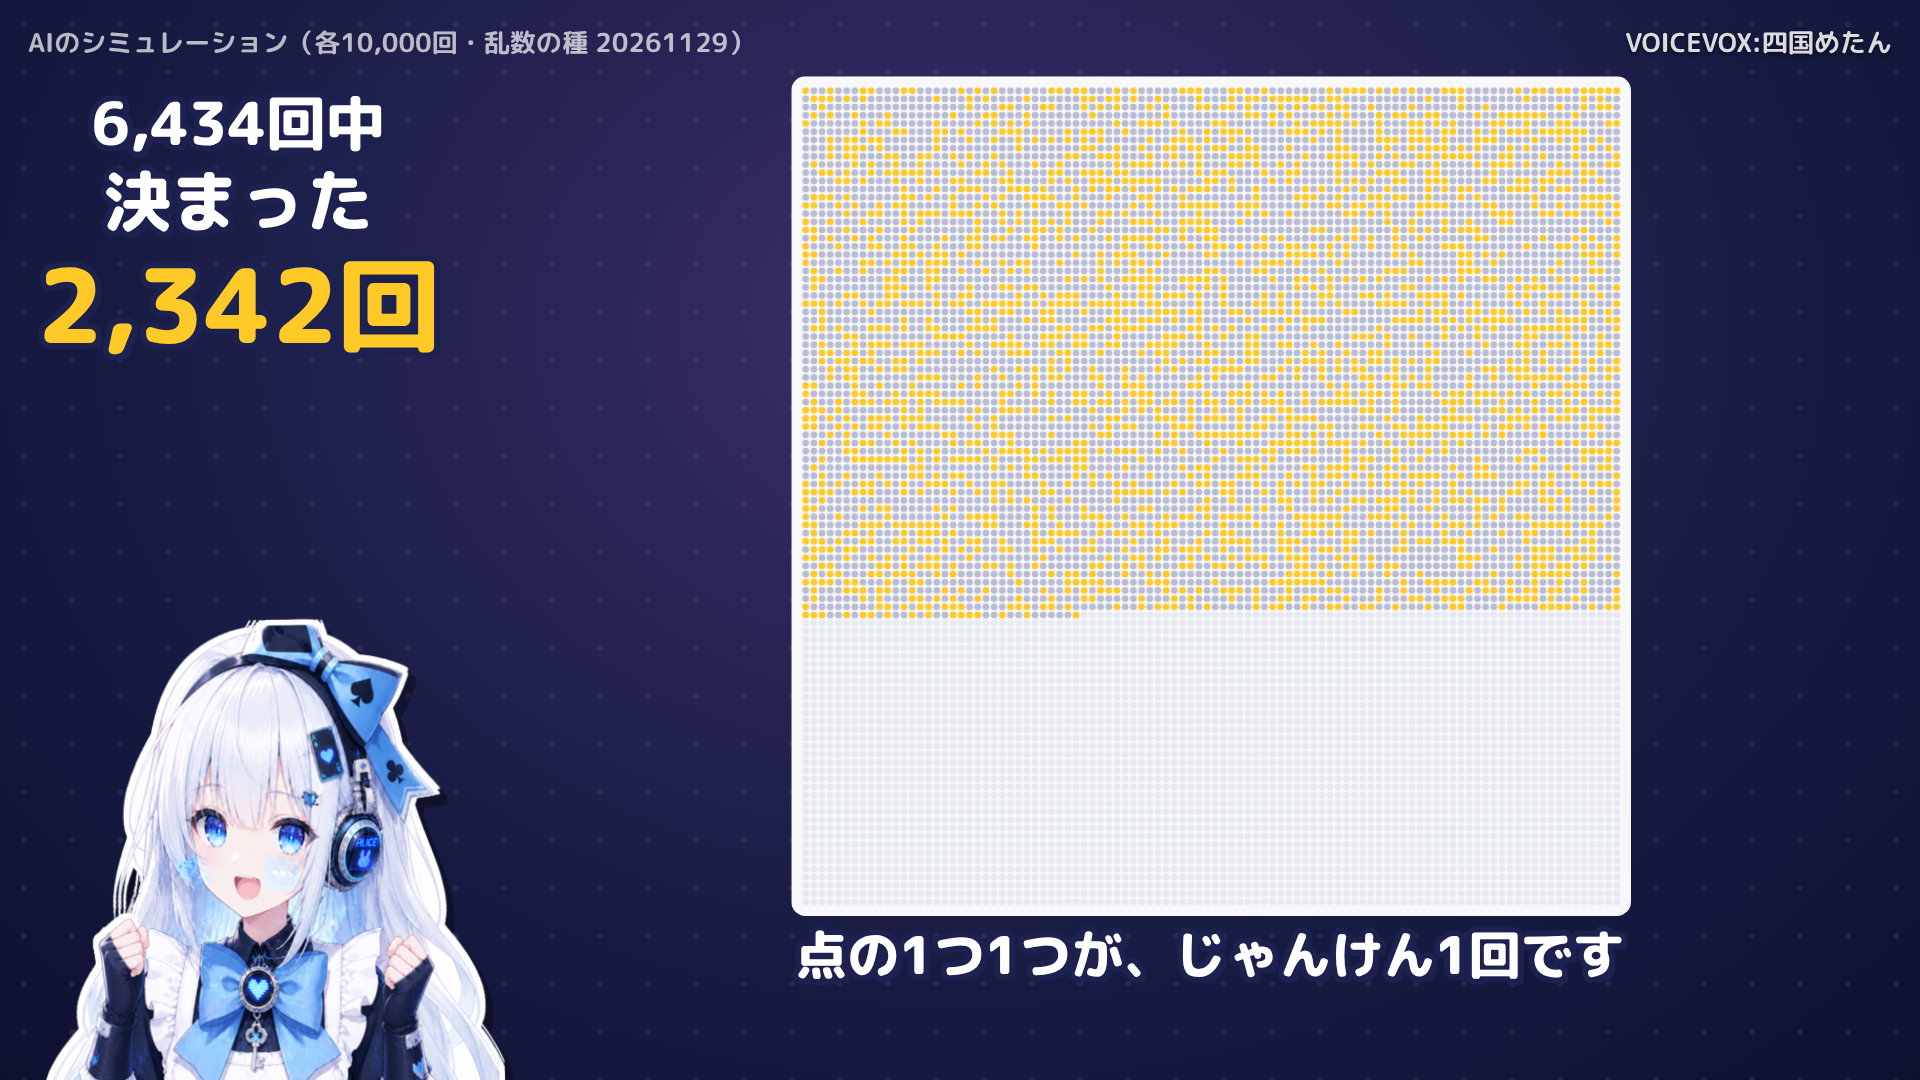 AIのシミュレーション（各10,000回・乱数の種 20261129）
VOICEVOX:四国めたん
6,434回中
決まった
2,342回
ALICE
点の1つ1つが、じゃんけん1回です